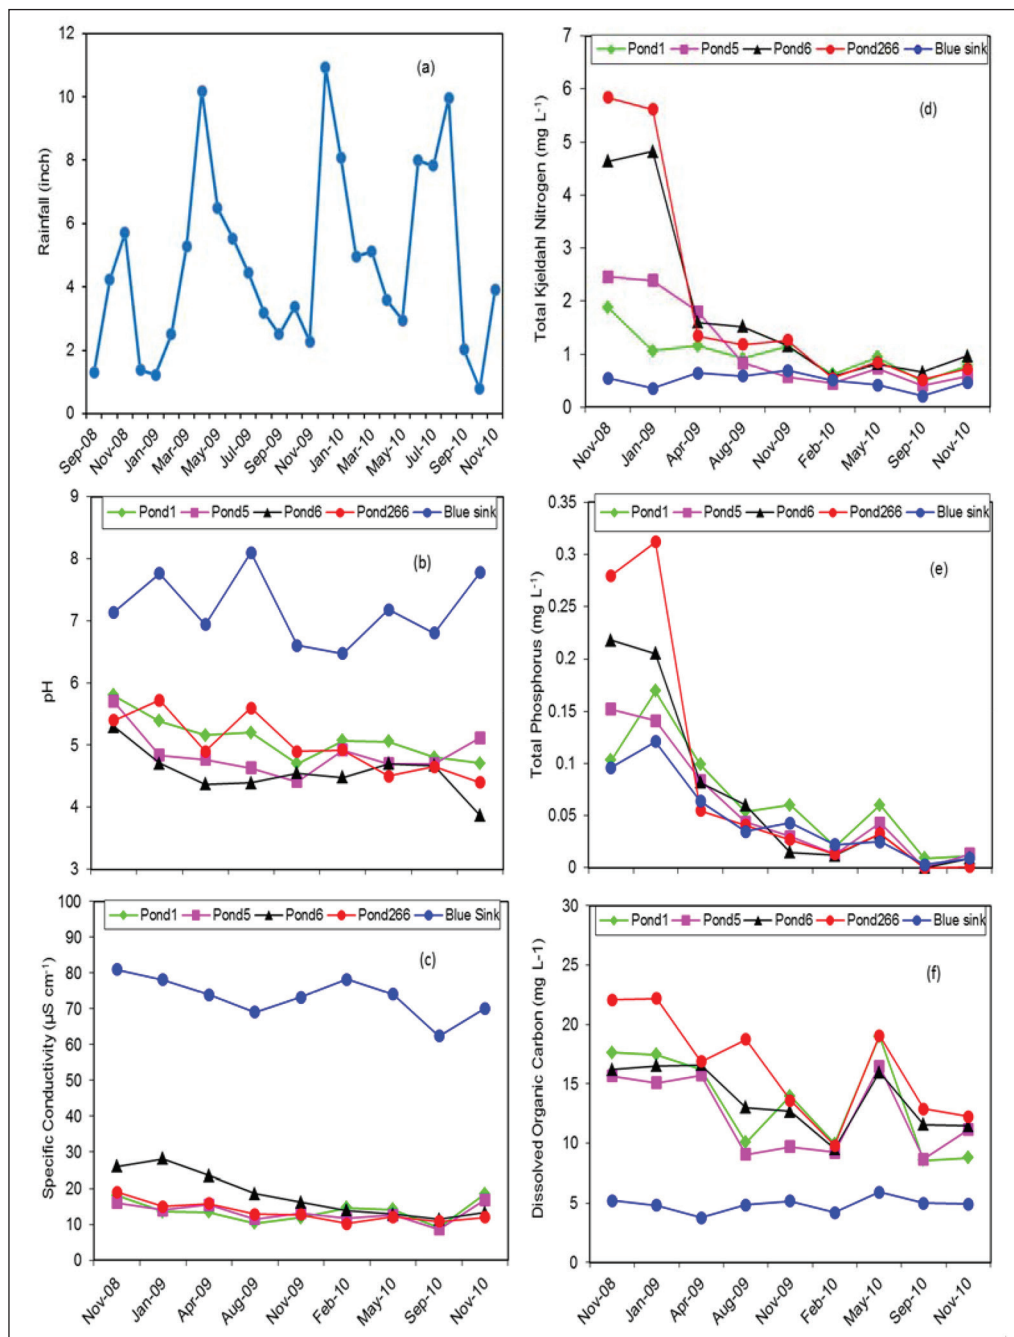 12
10
8
6
4
2
0
Rainfall (inch)
(a)
Sep-08 Nov-08 Jan-09 Mar-09 May-09 Jul-09 Sep-09 Nov-09 Jan-10 Mar-10 May-10 Jul-10 Sep-10 Nov-10
9
8
7
6
5
4
3
pH
Pond1 Pond5 Pond6 Pond266 Blue sink
(b)
100
90
80
70
60
50
40
30
20
10
0
Specific Conductivity (µS cm⁻¹)
Pond1 Pond5 Pond6 Pond266 Blue Sink
(c)
Nov-08 Jan-09 Apr-09 Aug-09 Nov-09 Feb-10 May-10 Sep-10 Nov-10
7
6
5
4
3
2
1
0
Total Kjeldahl Nitrogen (mg L⁻¹)
Pond1 Pond5 Pond6 Pond266 Blue sink
(d)
Nov-08 Jan-09 Apr-09 Aug-09 Nov-09 Feb-10 May-10 Sep-10 Nov-10
0.35
0.3
0.25
0.2
0.15
0.1
0.05
0
Total Phosphorus (mg L⁻¹)
Pond1 Pond5 Pond6 Pond266 Blue sink
(e)
30
25
20
15
10
5
0
Dissolved Organic Carbon (mg L-1)
Pond1 Pond5 Pond6 Pond266 Blue sink
(f)
Nov-08 Jan-09 Apr-09 Aug-09 Nov-09 Feb-10 May-10 Sep-10 Nov-10